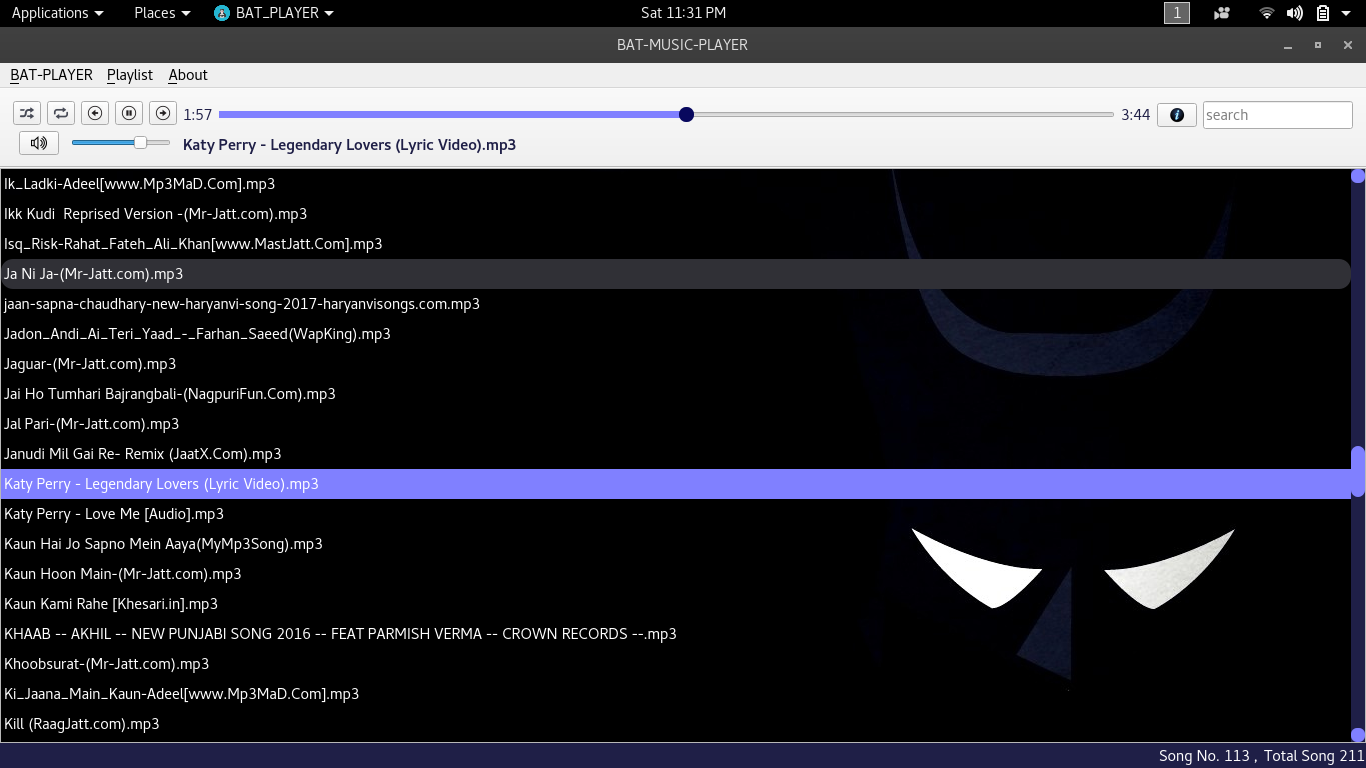 Applications Places BAT_PLAYER Sat 11:31 PM 1
BAT-MUSIC-PLAYER
BAT-PLAYER Playlist About
1:57 3:44 i search
Katy Perry - Legendary Lovers (Lyric Video).mp3
Ik_Ladki-Adeel[www.Mp3MaD.Com].mp3
Ikk Kudi  Reprised Version -(Mr-Jatt.com).mp3
Isq_Risk-Rahat_Fateh_Ali_Khan[www.MastJatt.Com].mp3
Ja Ni Ja-(Mr-Jatt.com).mp3
jaan-sapna-chaudhary-new-haryanvi-song-2017-haryanvisongs.com.mp3
Jadon_Andi_Ai_Teri_Yaad_-_Farhan_Saeed(WapKing).mp3
Jaguar-(Mr-Jatt.com).mp3
Jai Ho Tumhari Bajrangbali-(NagpuriFun.Com).mp3
Jal Pari-(Mr-Jatt.com).mp3
Janudi Mil Gai Re- Remix (JaatX.Com).mp3
Katy Perry - Legendary Lovers (Lyric Video).mp3
Katy Perry - Love Me [Audio].mp3
Kaun Hai Jo Sapno Mein Aaya(MyMp3Song).mp3
Kaun Hoon Main-(Mr-Jatt.com).mp3
Kaun Kami Rahe [Khesari.in].mp3
KHAAB -- AKHIL -- NEW PUNJABI SONG 2016 -- FEAT PARMISH VERMA -- CROWN RECORDS --.mp3
Khoobsurat-(Mr-Jatt.com).mp3
Ki_Jaana_Main_Kaun-Adeel[www.Mp3MaD.Com].mp3
Kill (RaagJatt.com).mp3
Song No. 113 ,  Total Song 211